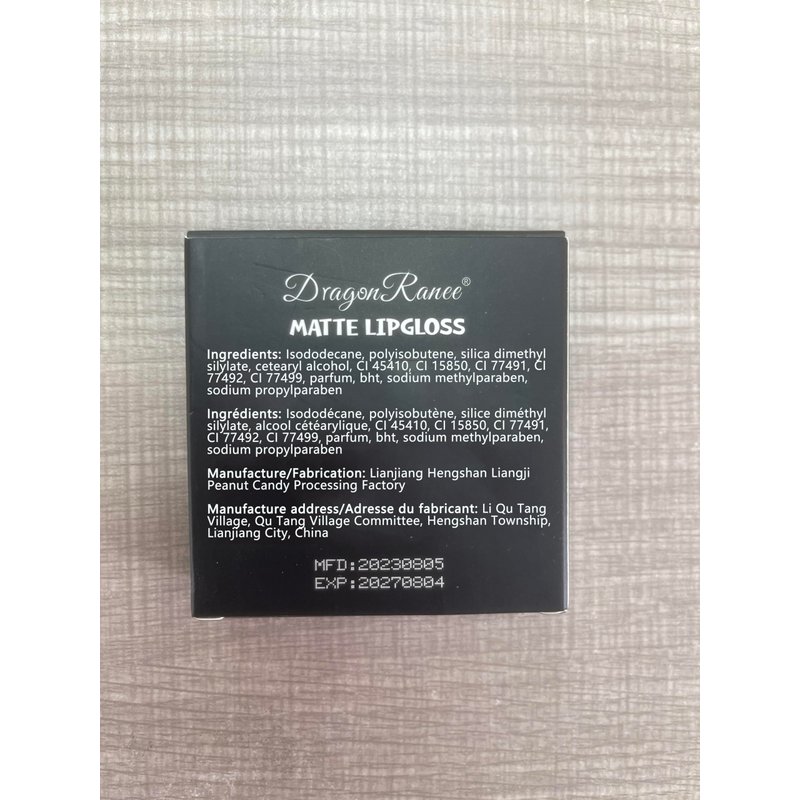 DragonRanee®
MATTE LIPGLOSS
Ingredients: Isododecane, polyisobutene, silica dimethyl
silylate, cetearyl alcohol, CI 45410, CI 15850, CI 77491, CI
77492, CI 77499, parfum, bht, sodium methylparaben,
sodium propylparaben
Ingrédients: Isododécane, polyisobutène, silice diméthyl
silylate, alcool cétéarylique, CI 45410, CI 15850, CI 77491,
CI 77492, CI 77499, parfum, bht, sodium methylparaben,
sodium propylparaben
Manufacture/Fabrication: Lianjiang Hengshan Liangji
Peanut Candy Processing Factory
Manufacture address/Adresse du fabricant: Li Qu Tang
Village, Qu Tang Village Committee, Hengshan Township,
Lianjiang City, China
MFD:20230805
EXP:20270804